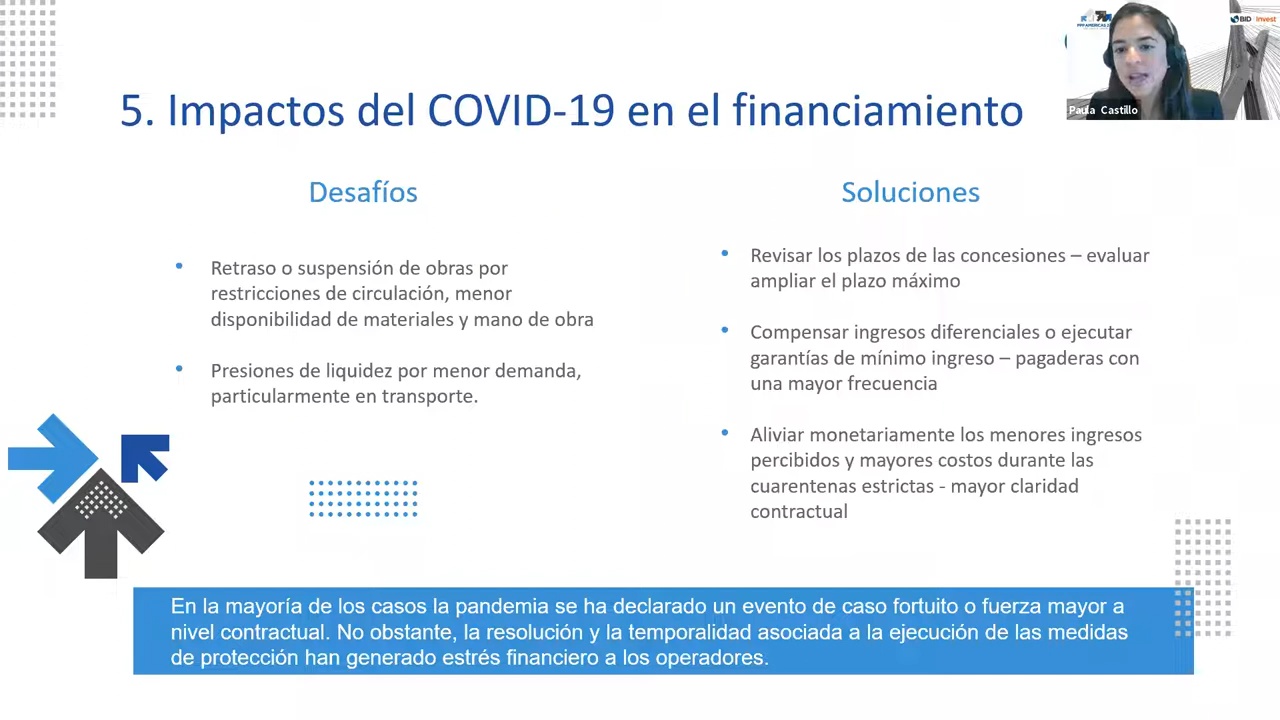 5. Impactos del COVID-19 en el financiamiento
BID Invest
Paula Castillo
Desafíos
Retraso o suspensión de obras por
restricciones de circulación, menor
disponibilidad de materiales y mano de obra
Presiones de liquidez por menor demanda,
particularmente en transporte.
Soluciones
Revisar los plazos de las concesiones – evaluar
ampliar el plazo máximo
Compensar ingresos diferenciales o ejecutar
garantías de mínimo ingreso – pagaderas con
una mayor frecuencia
Aliviar monetariamente los menores ingresos
percibidos y mayores costos durante las
cuarentenas estrictas - mayor claridad
contractual
En la mayoría de los casos la pandemia se ha declarado un evento de caso fortuito o fuerza mayor a
nivel contractual. No obstante, la resolución y la temporalidad asociada a la ejecución de las medidas
de protección han generado estrés financiero a los operadores.